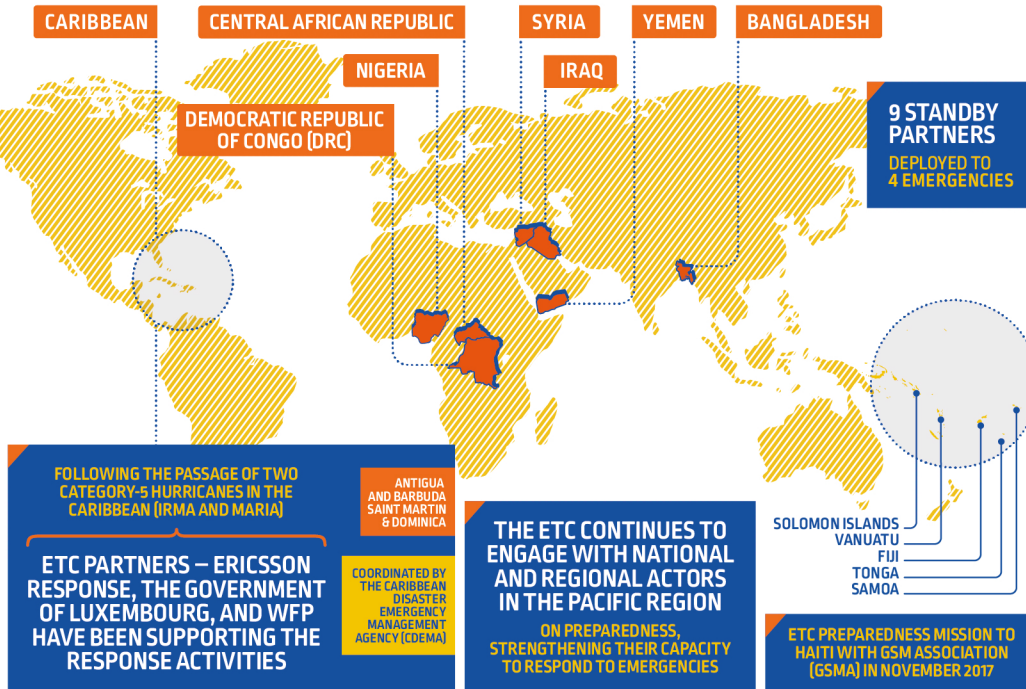 CARIBBEAN
CENTRAL AFRICAN REPUBLIC
SYRIA
YEMEN
BANGLADESH
NIGERIA
IRAQ
DEMOCRATIC REPUBLIC
OF CONGO (DRC)
9 STANDBY
PARTNERS
DEPLOYED TO
4 EMERGENCIES
FOLLOWING THE PASSAGE OF TWO
CATEGORY-5 HURRICANES IN THE
CARIBBEAN (IRMA AND MARIA)
ETC PARTNERS – ERICSSON
RESPONSE, THE GOVERNMENT
OF LUXEMBOURG, AND WFP
HAVE BEEN SUPPORTING THE
RESPONSE ACTIVITIES
ANTIGUA
AND BARBUDA
SAINT MARTIN
& DOMINICA
COORDINATED BY
THE CARIBBEAN
DISASTER
EMERGENCY
MANAGEMENT
AGENCY (CDEMA)
THE ETC CONTINUES TO
ENGAGE WITH NATIONAL
AND REGIONAL ACTORS
IN THE PACIFIC REGION
ON PREPAREDNESS,
STRENGTHENING THEIR CAPACITY
TO RESPOND TO EMERGENCIES
SOLOMON ISLANDS
VANUATU
FIJI
TONGA
SAMOA
ETC PREPAREDNESS MISSION TO
HAITI WITH GSM ASSOCIATION
(GSMA) IN NOVEMBER 2017